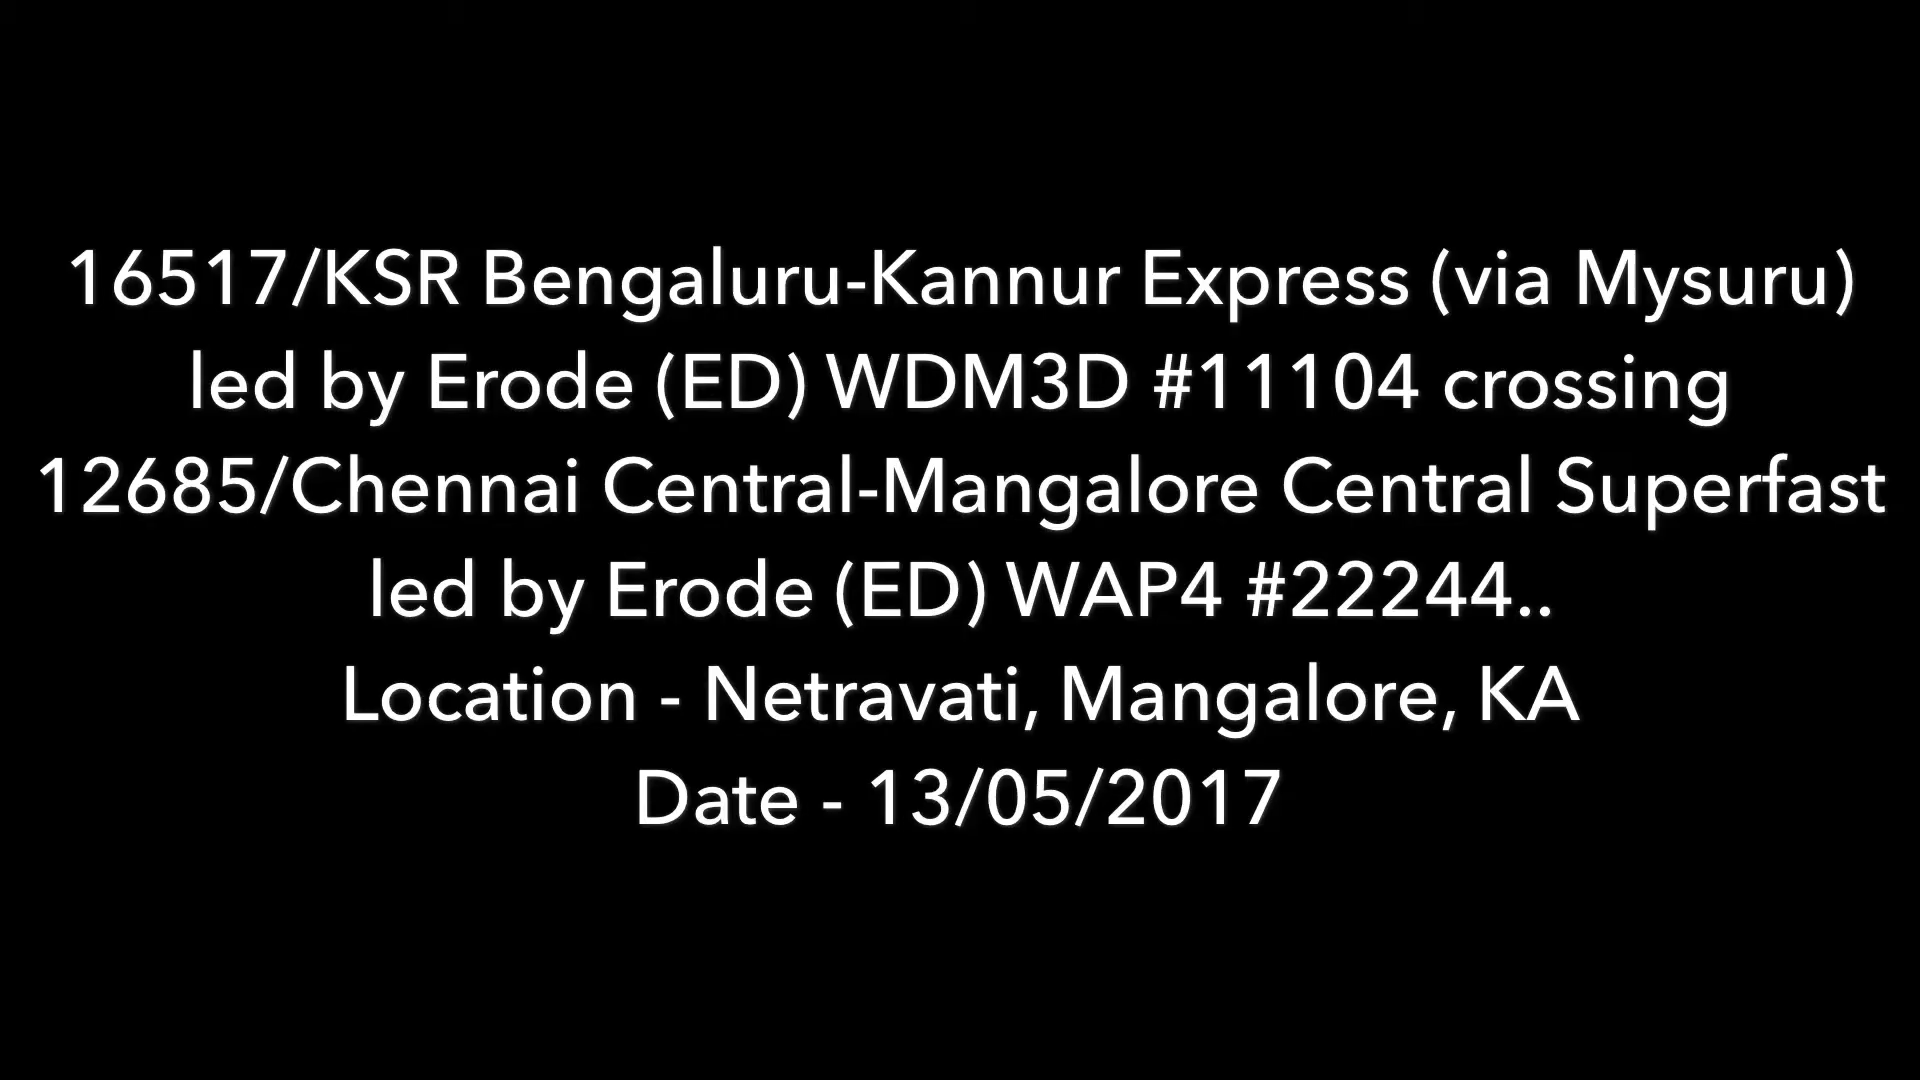 16517/KSR Bengaluru-Kannur Express (via Mysuru)
led by Erode (ED) WDM3D #11104 crossing
12685/Chennai Central-Mangalore Central Superfast
led by Erode (ED) WAP4 #22244..
Location - Netravati, Mangalore, KA
Date - 13/05/2017